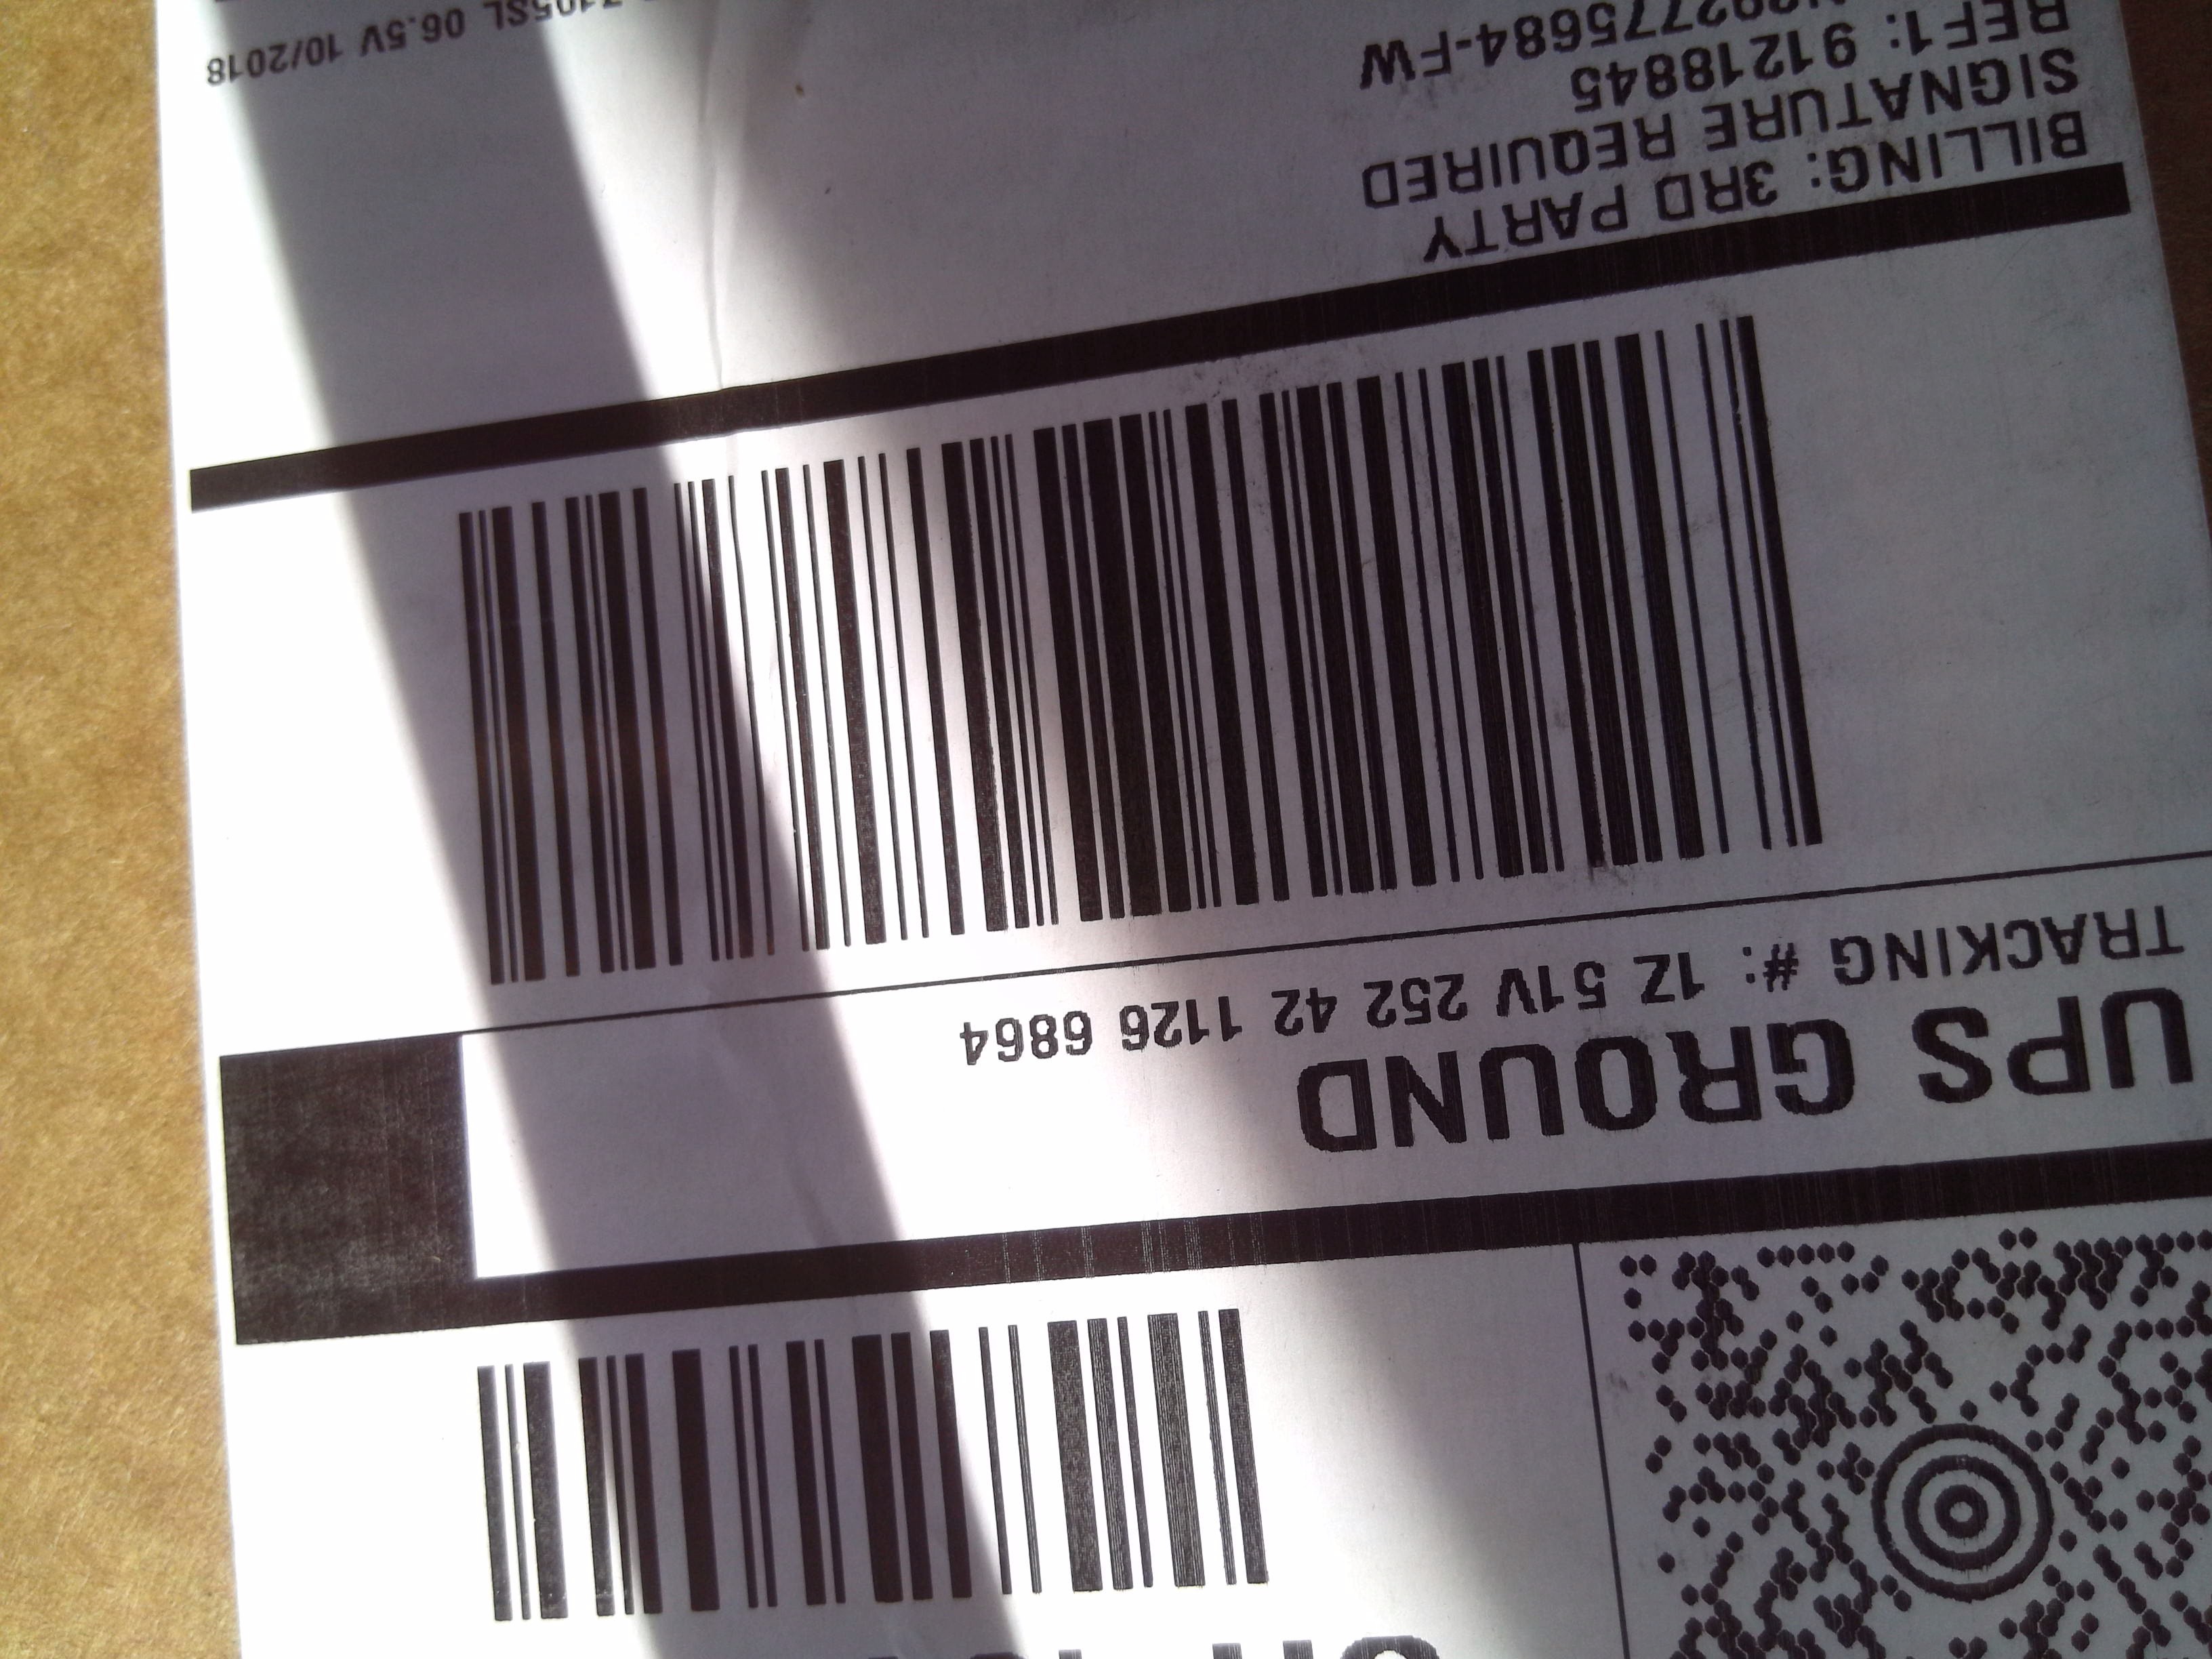 UPS GROUND
TRACKING #: 1Z 51V 252 42 1126 6864
BILLING: 3RD PARTY
SIGNATURE REQUIRED
REF1: 91218845
06.5V 10/2018